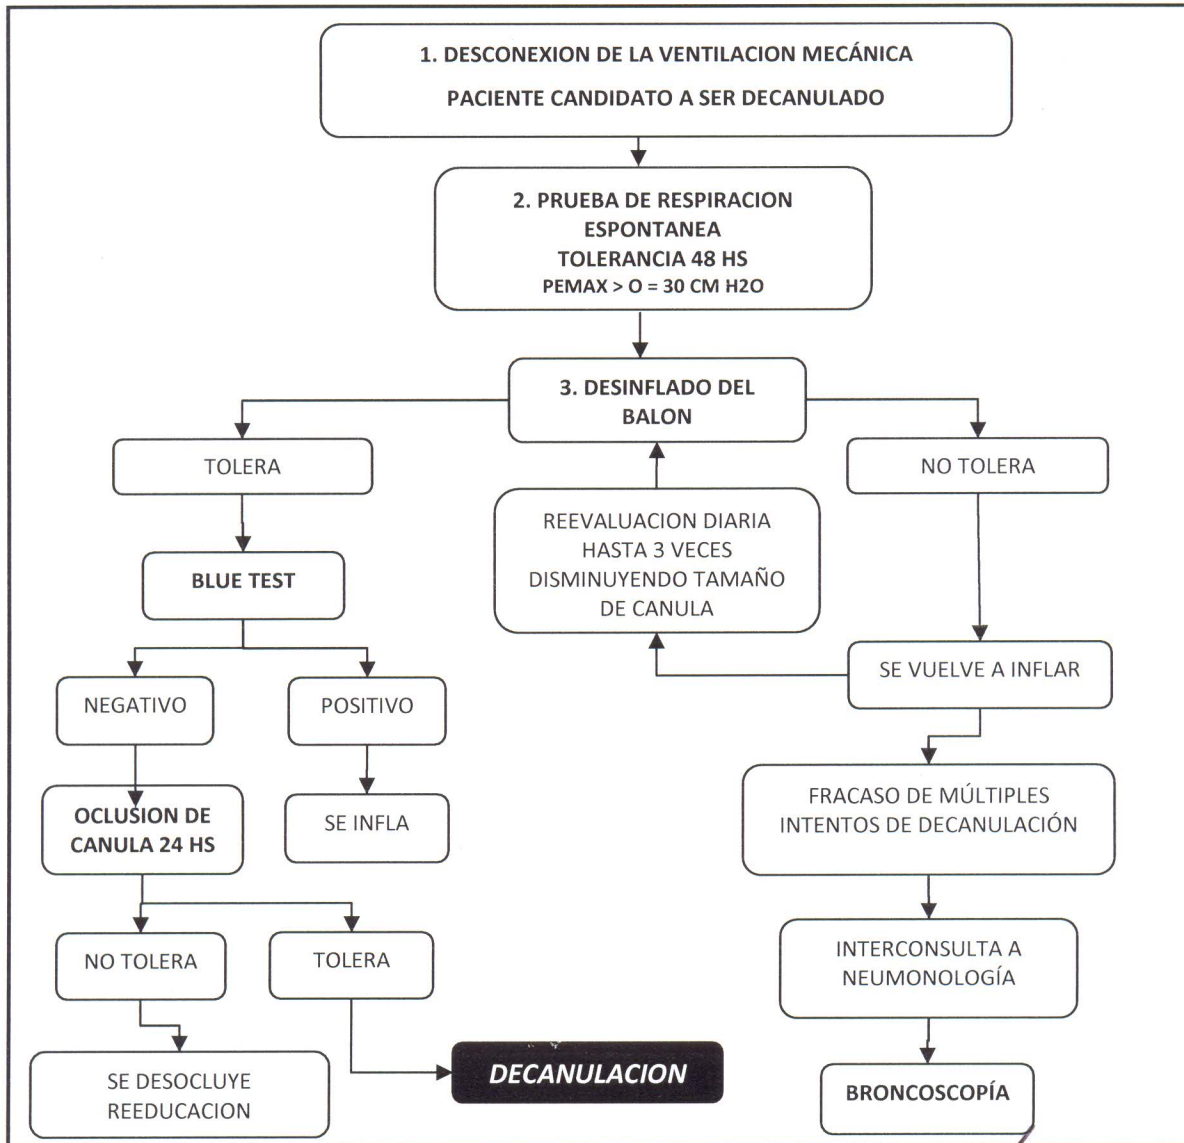 1. DESCONEXION DE LA VENTILACION MECÁNICA
PACIENTE CANDIDATO A SER DECANULADO
2. PRUEBA DE RESPIRACION
ESPONTANEA
TOLERANCIA 48 HS
PEMAX > O = 30 CM H2O
3. DESINFLADO DEL
BALON
TOLERA
NO TOLERA
REEVALUACION DIARIA
HASTA 3 VECES
DISMINUYENDO TAMAÑO
DE CANULA
BLUE TEST
SE VUELVE A INFLAR
NEGATIVO
POSITIVO
OCLUSION DE
CANULA 24 HS
SE INFLA
FRACASO DE MÚLTIPLES
INTENTOS DE DECANULACIÓN
NO TOLERA
TOLERA
INTERCONSULTA A
NEUMONOLOGÍA
SE DESOCLUYE
REEDUCACION
DECANULACION
BRONCOSCOPÍA